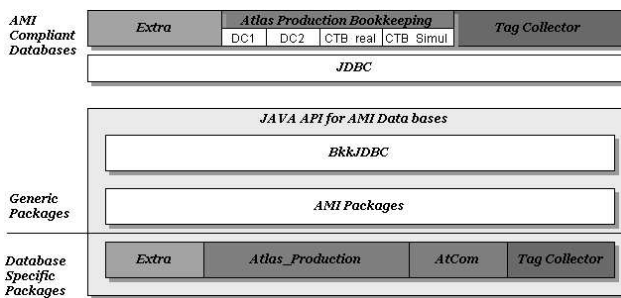 AMI
Compliant
Databases
Extra
Atlas Production Bookkeeping
DC1 DC2 CTB real CTB Simul
Tag Collector
JDBC
JAVA API for AMI Data bases
BkkJDBC
Generic
Packages
AMI Packages
Database
Specific
Packages
Extra
Atlas_Production
AtCom
Tag Collector